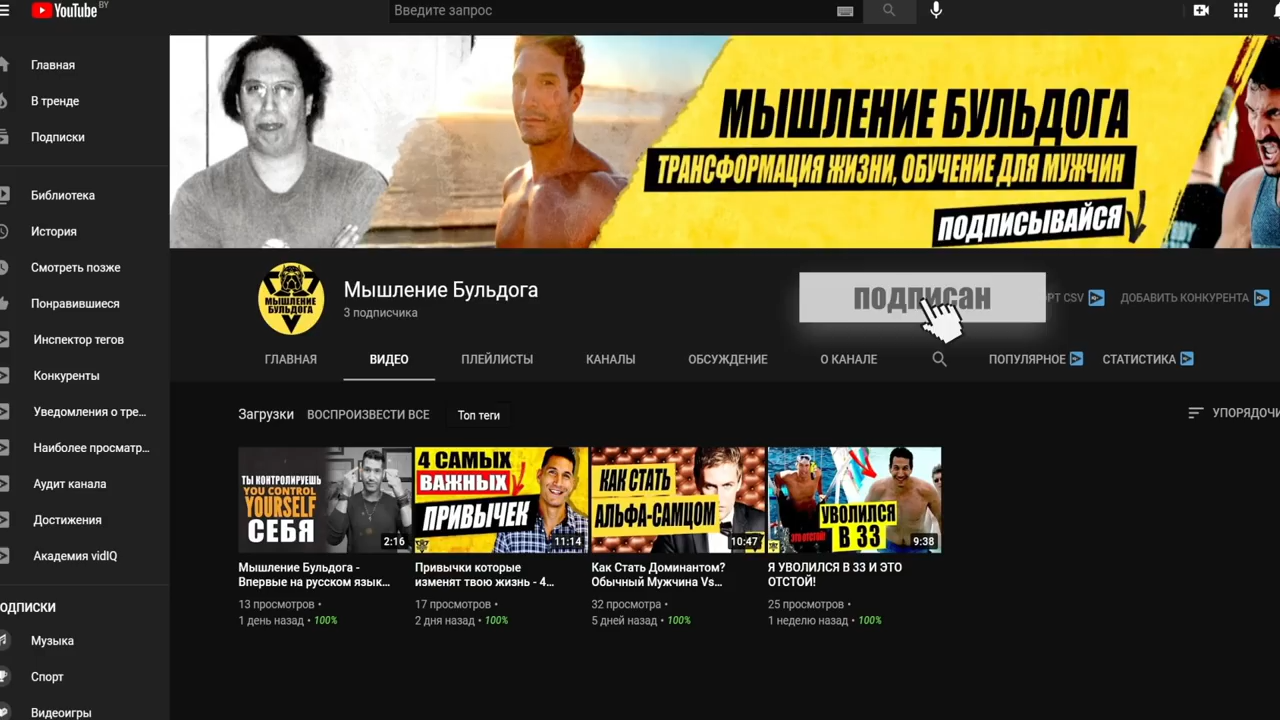 YouTube BY
Введите запрос
Главная
В тренде
Подписки
Библиотека
История
Смотреть позже
Понравившиеся
Инспектор тегов
Конкуренты
Уведомления о тре...
Наиболее просматр...
Аудит канала
Достижения
Академия vidIQ
ОДПИСКИ
Музыка
Спорт
Видеоигры
МЫШЛЕНИЕ БУЛЬДОГА
ТРАНСФОРМАЦИЯ ЖИЗНИ, ОБУЧЕНИЕ ДЛЯ МУЖЧИН
ПОДПИСЫВАЙСЯ
МЫШЛЕНИЕ
БУЛЬДОГА
Мышление Бульдога
3 подписчика
подписан
РТ CSV
ДОБАВИТЬ КОНКУРЕНТА
ГЛАВНАЯ
ВИДЕО
ПЛЕЙЛИСТЫ
КАНАЛЫ
ОБСУЖДЕНИЕ
О КАНАЛЕ
ПОПУЛЯРНОЕ
СТАТИСТИКА
Загрузки
ВОСПРОИЗВЕСТИ ВСЕ
Топ теги
УПОРЯДОЧИ
ТЫ КОНТРОЛИРУЕШЬ
YOU CONTROL
YOURSELF
СЕБЯ
2:16
Мышление Бульдога -
Впервые на русском язык...
13 просмотров •
1 день назад • 100%
4 САМЫХ
ВАЖНЫХ
ПРИВЫЧЕК
11:14
Привычки которые
изменят твою жизнь - 4...
17 просмотров •
2 дня назад • 100%
КАК СТАТЬ
АЛЬФА-САМЦОМ
10:47
Как Стать Доминантом?
Обычный Мужчина Vs...
32 просмотра •
5 дней назад • 100%
УВОЛИЛСЯ
В 33
ЭТО ОТСТОЙ!
9:38
Я УВОЛИЛСЯ В 33 И ЭТО
ОТСТОЙ!
25 просмотров •
1 неделю назад • 100%